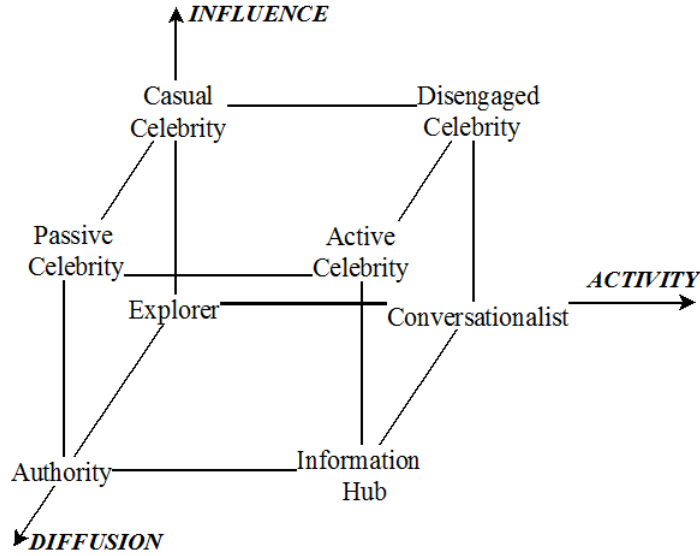 INFLUENCE
Casual
Celebrity
Disengaged
Celebrity
Passive
Celebrity
Active
Celebrity
ACTIVITY
Explorer
Conversationalist
Authority
Information
Hub
DIFFUSION